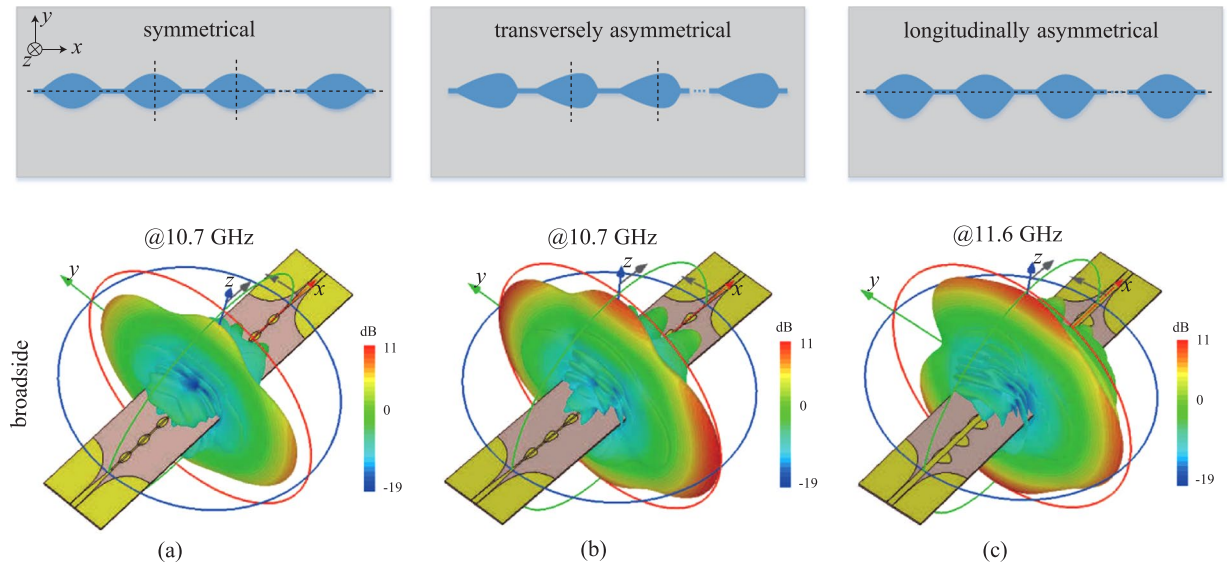 symmetrical
y
x
z
transversely asymmetrical
longitudinally asymmetrical
broadside
@10.7 GHz
y
z
x
dB
11
0
-19
(a)
@10.7 GHz
y
z
x
dB
11
0
-19
(b)
@11.6 GHz
y
z
x
dB
11
0
-19
(c)